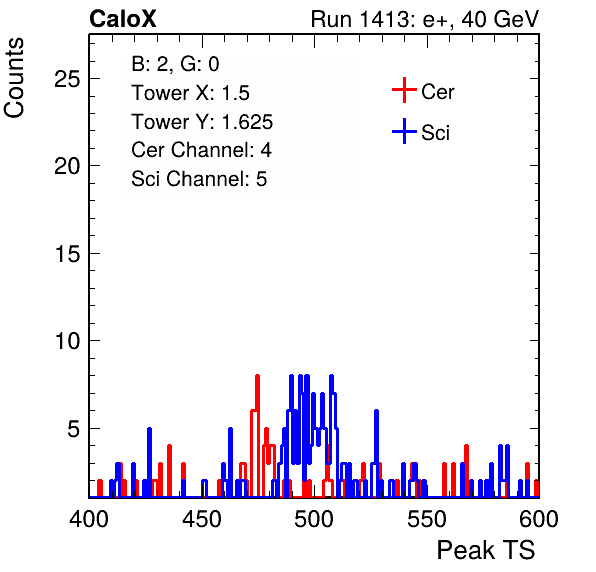 CaloX Run 1413: e+, 40 GeV
Counts
B: 2, G: 0
Tower X: 1.5
Tower Y: 1.625
Cer Channel: 4
Sci Channel: 5
Cer
Sci
25
20
15
10
5
400 450 500 550 600
Peak TS